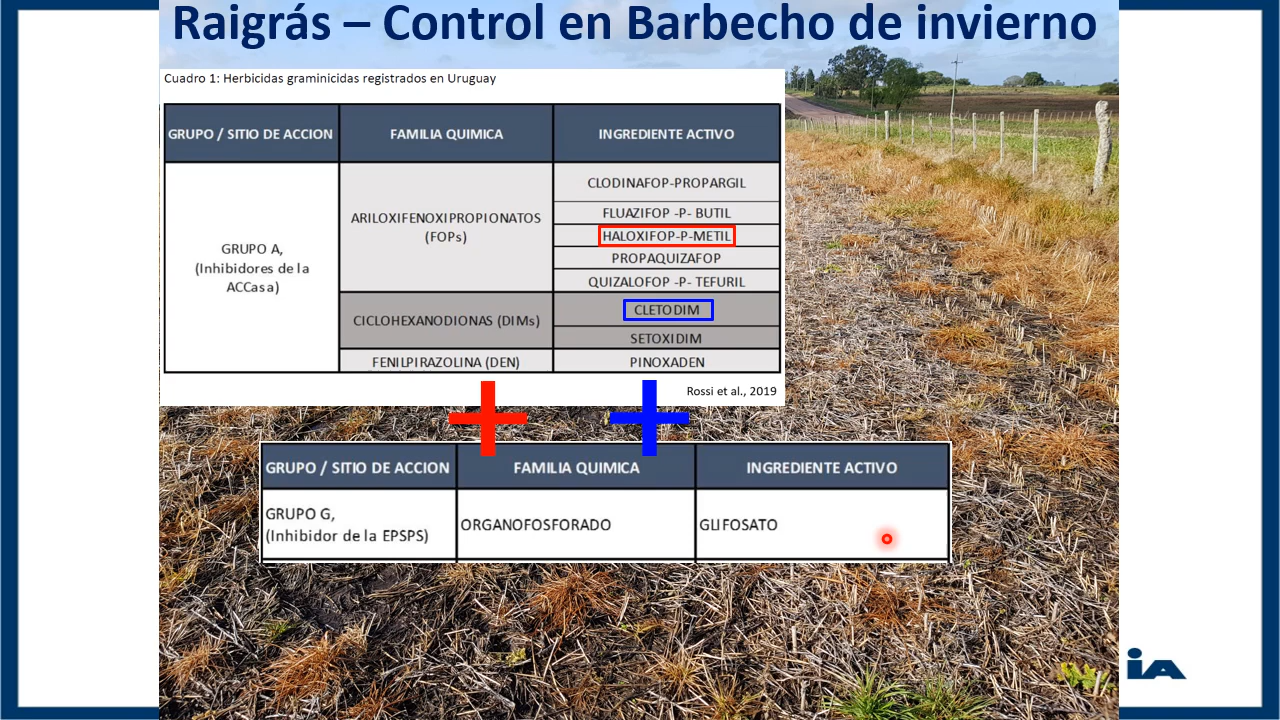 Raigrás – Control en Barbecho de invierno
Cuadro 1: Herbicidas graminicidas registrados en Uruguay
GRUPO / SITIO DE ACCION
FAMILIA QUIMICA
INGREDIENTE ACTIVO
GRUPO A,
(Inhibidores de la
ACCasa)
ARILOXIFENOXIPROPIONATOS
(FOPs)
CLODINAFOP-PROPARGIL
FLUAZIFOP -P- BUTIL
HALOXIFOP-P-METIL
PROPAQUIZAFOP
QUIZALOFOP -P- TEFURIL
CICLOHEXANODIONAS (DIMs)
CLETODIM
SETOXIDIM
FENILPIRAZOLINA (DEN)
PINOXADEN
Rossi et al., 2019
GRUPO / SITIO DE ACCION
FAMILIA QUIMICA
INGREDIENTE ACTIVO
GRUPO G,
(Inhibidor de la EPSPS)
ORGANOFOSFORADO
GLIFOSATO
iA